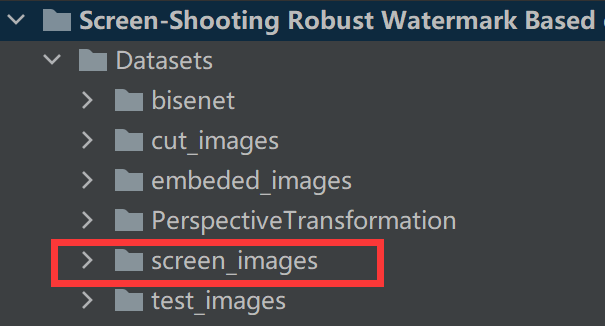 Screen-Shooting Robust Watermark Based
Datasets
bisenet
cut_images
embeded_images
PerspectiveTransformation
screen_images
test_images